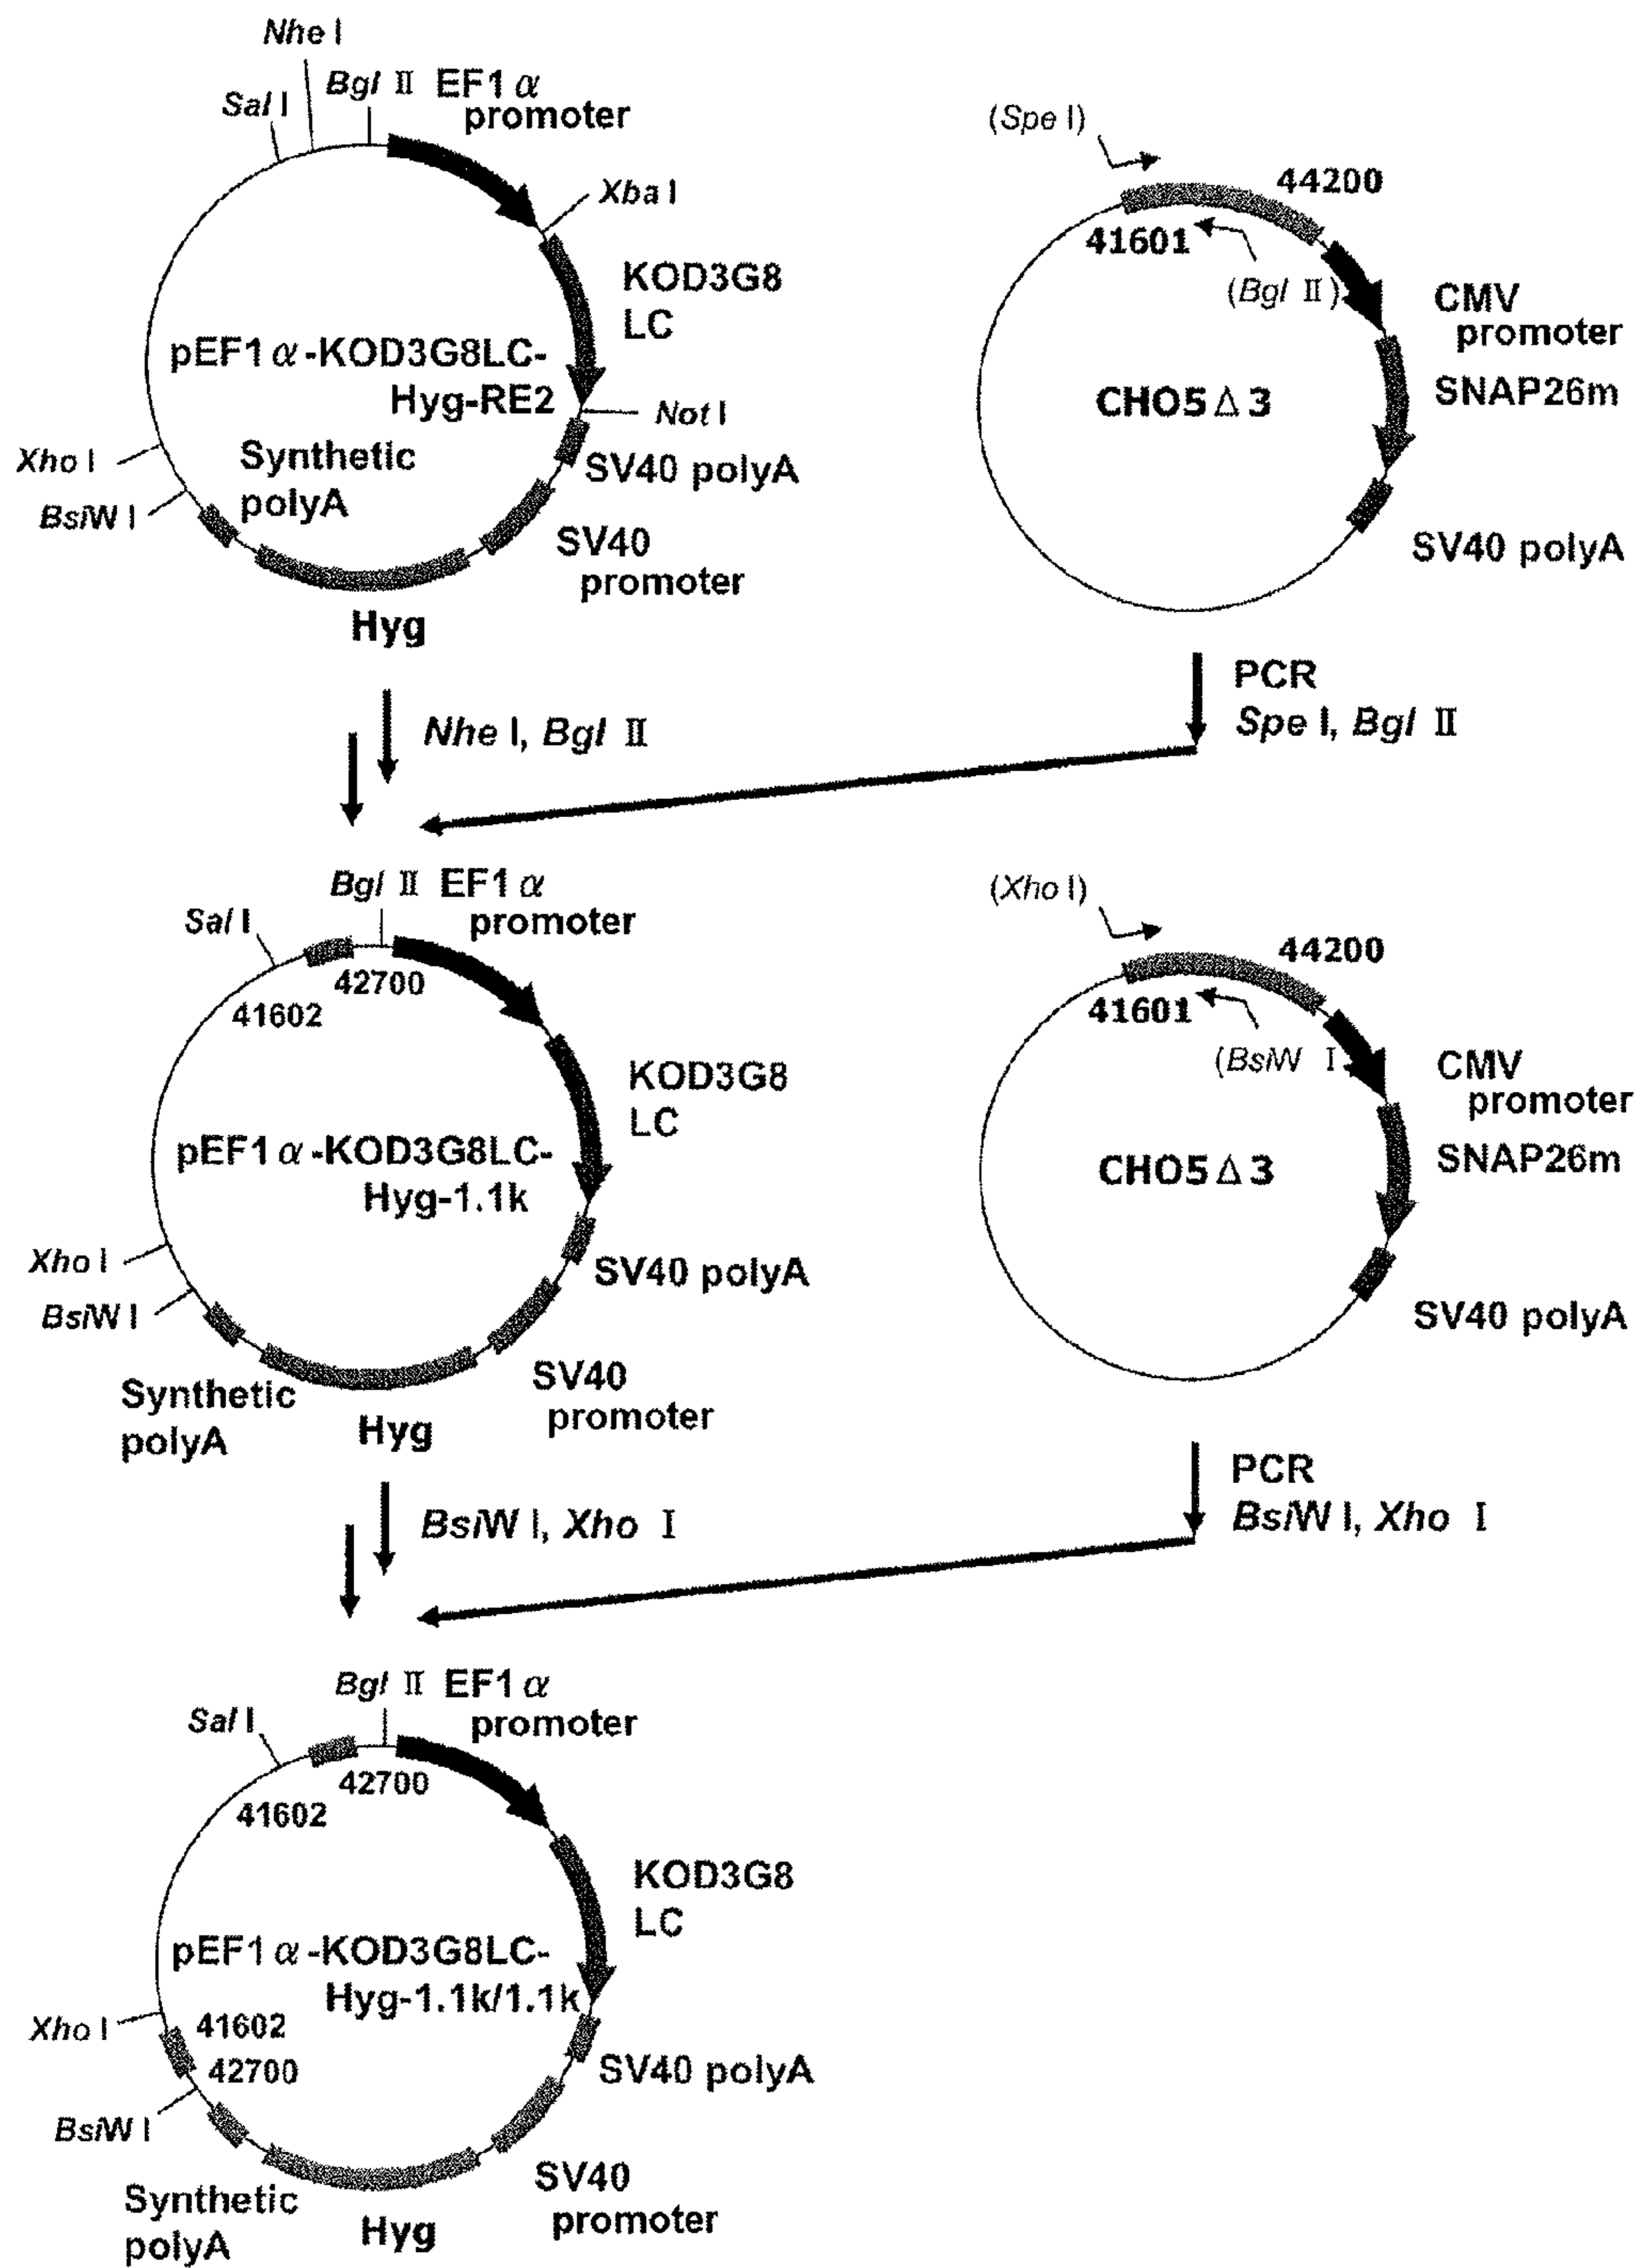 Nhe I
Bgl II EF1α
promoter
Sal I
Xba I
KOD3G8
LC
pEF1α-KOD3G8LC-
Hyg-RE2
Not I
Xho I
Synthetic
polyA
SV40 polyA
BsiW I
SV40
promoter
Hyg
(Spe I)
44200
41601
(Bgl II)
CMV
promoter
CHO5Δ3
SNAP26m
SV40 polyA
Nhe I, Bgl II
PCR
Spe I, Bgl II
Bgl II EF1α
promoter
Sal I
42700
41602
KOD3G8
LC
pEF1α-KOD3G8LC-
Hyg-1.1k
Xho I
SV40 polyA
BsiW I
Synthetic
polyA
SV40
promoter
Hyg
(Xho I)
44200
41601
(BsiW I
CMV
promoter
CHO5Δ3
SNAP26m
SV40 polyA
BsiW I, Xho I
PCR
BsiW I, Xho I
Bgl II EF1α
promoter
Sal I
42700
41602
KOD3G8
LC
pEF1α-KOD3G8LC-
Hyg-1.1k/1.1k
Xho I
41602
42700
SV40 polyA
BsiW I
Synthetic
polyA
SV40
promoter
Hyg